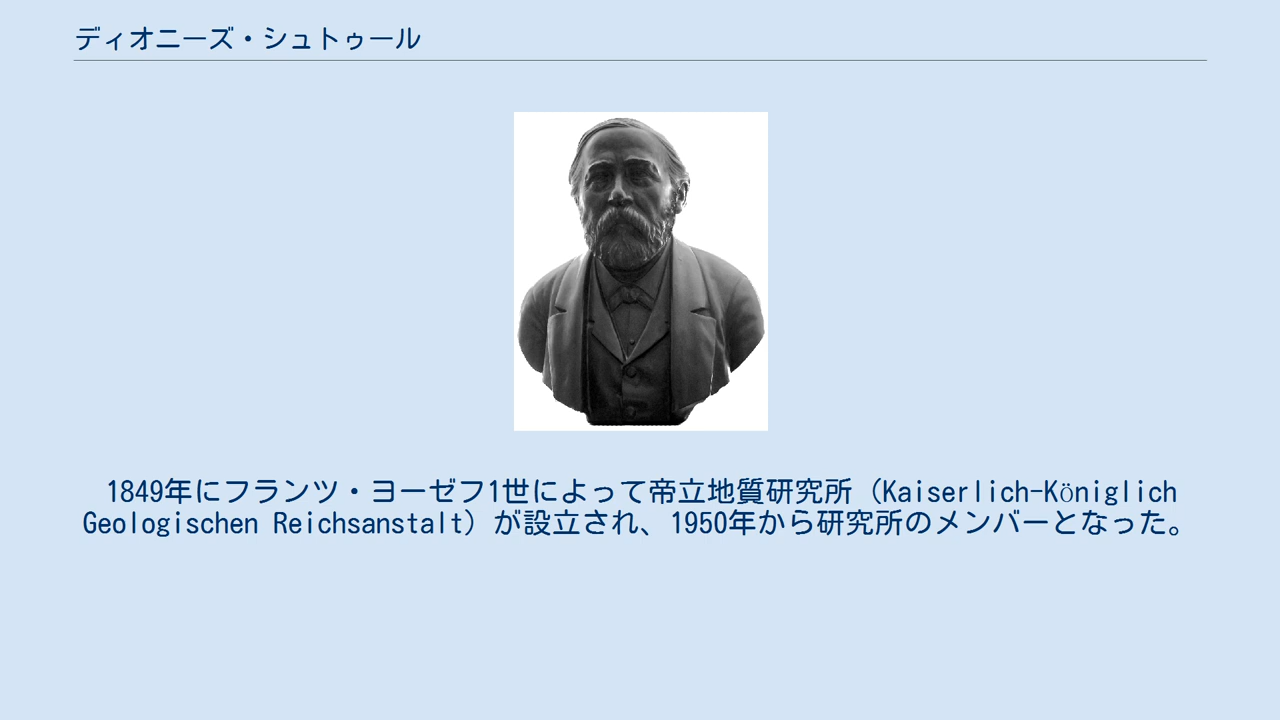 ディオニーズ・シュトゥール
1849年にフランツ・ヨーゼフ1世によって帝立地質研究所（Kaiserlich-Königlich
Geologischen Reichsanstalt）が設立され、1950年から研究所のメンバーとなった。